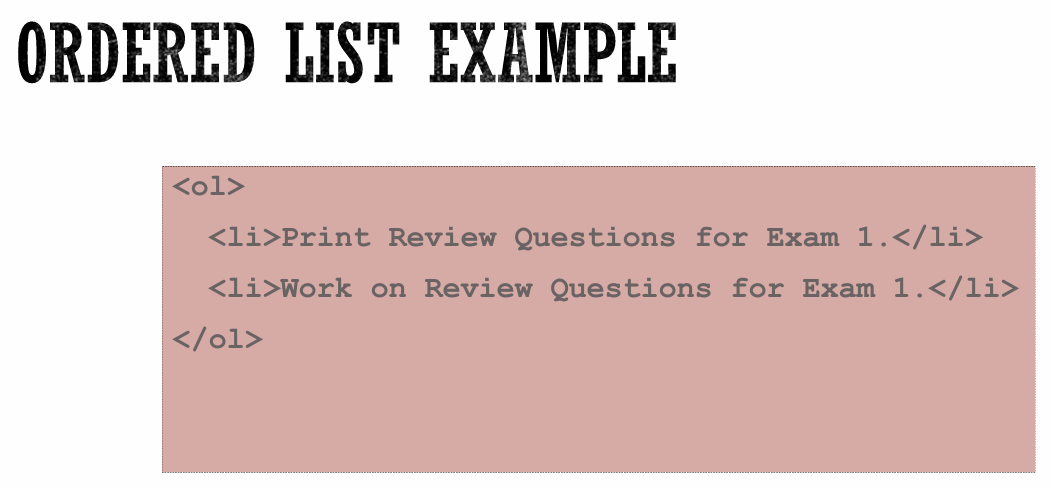 ORDERED LIST EXAMPLE
<ol>
<li>Print Review Questions for Exam 1.</li>
<li>Work on Review Questions for Exam 1.</li>
</ol>